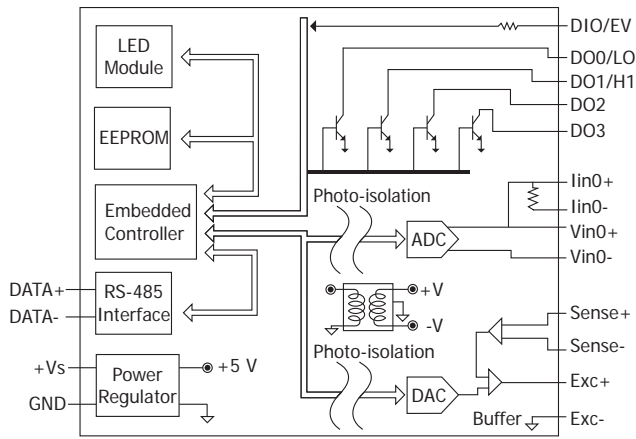 LED
Module
EEPROM
Embedded
Controller
RS-485
Interface
DATA+
DATA-
+Vs
GND
Power
Regulator
+5 V
Photo-isolation
ADC
+V
-V
Photo-isolation
DAC
Buffer
DIO/EV
DO0/LO
DO1/H1
DO2
DO3
Iin0+
Iin0-
Vin0+
Vin0-
Sense+
Sense-
Exc+
Exc-